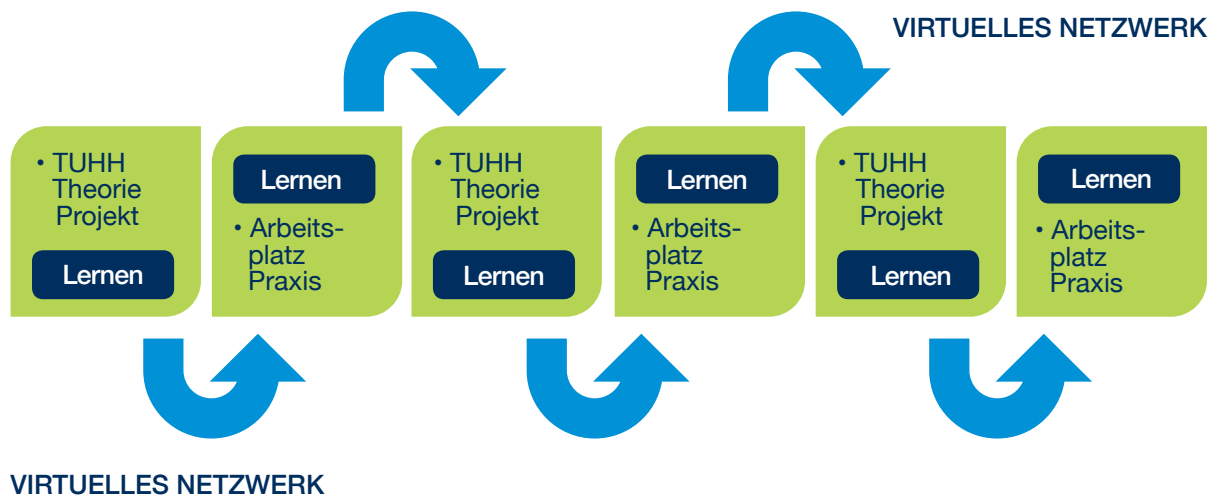 VIRTUELLES NETZWERK
• TUHH
Theorie
Projekt
Lernen
Lernen
• Arbeits-
platz
Praxis
• TUHH
Theorie
Projekt
Lernen
Lernen
• Arbeits-
platz
Praxis
• TUHH
Theorie
Projekt
Lernen
Lernen
• Arbeits-
platz
Praxis
VIRTUELLES NETZWERK